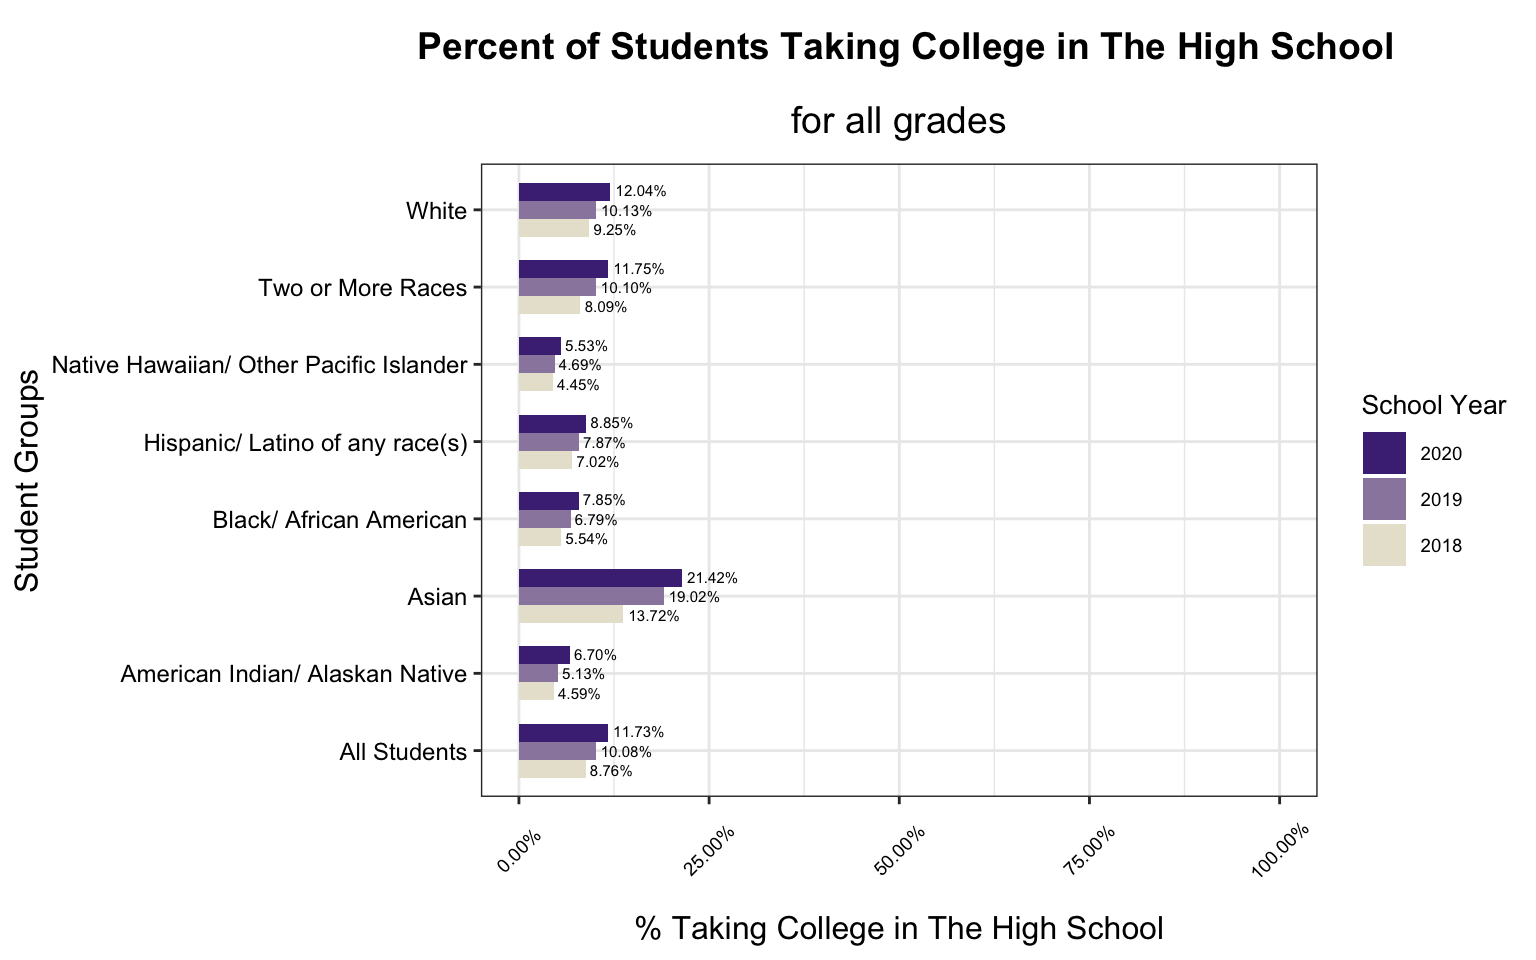 Percent of Students Taking College in The High School
for all grades
Student Groups
White
12.04%
10.13%
9.25%
Two or More Races
11.75%
10.10%
8.09%
Native Hawaiian/ Other Pacific Islander
5.53%
4.69%
4.45%
Hispanic/ Latino of any race(s)
8.85%
7.87%
7.02%
Black/ African American
7.85%
6.79%
5.54%
Asian
21.42%
19.02%
13.72%
American Indian/ Alaskan Native
6.70%
5.13%
4.59%
All Students
11.73%
10.08%
8.76%
0.00%
25.00%
50.00%
75.00%
100.00%
% Taking College in The High School
School Year
2020
2019
2018